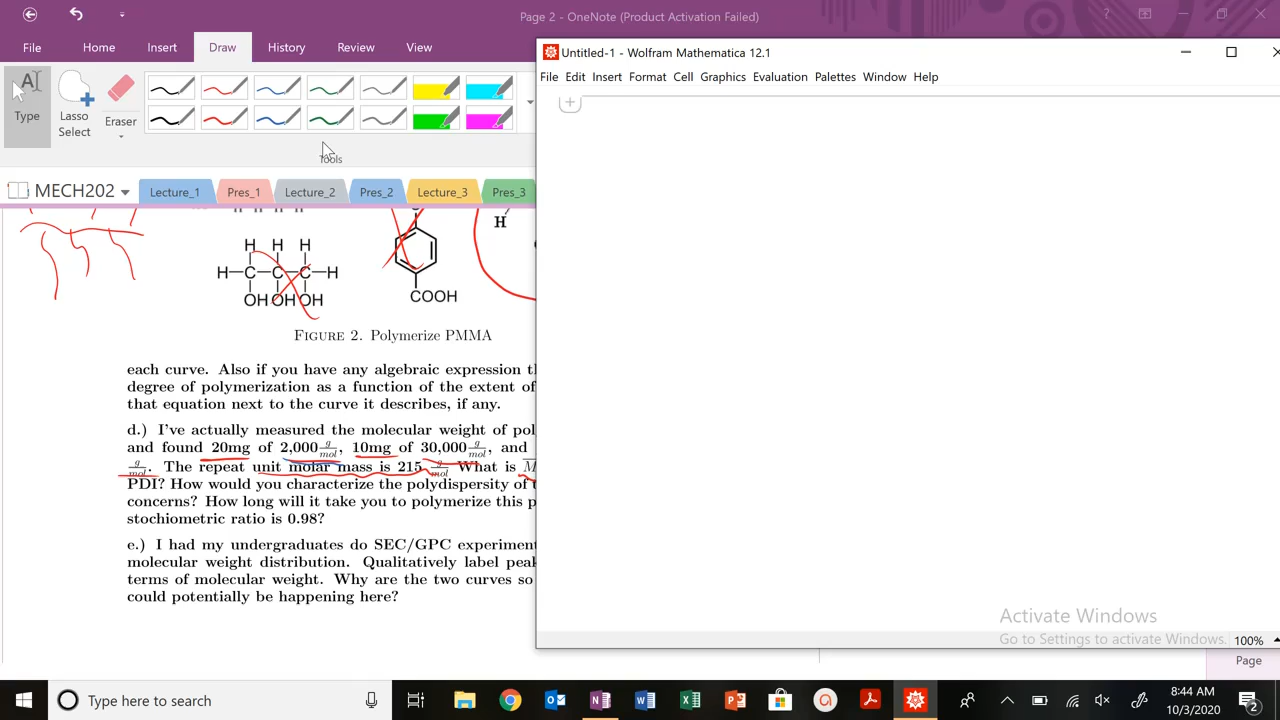 Page 2 - OneNote (Product Activation Failed)
File Home Insert Draw History Review View
Untitled-1 - Wolfram Mathematica 12.1
File Edit Insert Format Cell Graphics Evaluation Palettes Window Help
Type
Lasso
Select
Eraser
Tools
MECH202 Lecture_1 Pres_1 Lecture_2 Pres_2 Lecture_3 Pres_3
H
H H H
H C C C H
OH OH OH
COOH
FIGURE 2. Polymerize PMMA
each curve. Also if you have any algebraic expression
degree of polymerization as a function of the extent of
that equation next to the curve it describes, if any.
d.) I've actually measured the molecular weight of
and found 20mg of 2,000 g/mol, 10mg of 30,000 g/mol, and
g/mol. The repeat unit molar mass is 215 g/mol What is
PDI? How would you characterize the polydispersity of
concerns? How long will it take you to polymerize this
stochiometric ratio is 0.98?
e.) I had my undergraduates do SEC/GPC
molecular weight distribution. Qualitatively label
terms of molecular weight. Why are the two curves so
could potentially be happening here?
Activate Windows
Go to Settings to activate Windows.
100%
Page
Type here to search
8:44 AM
10/3/2020
2